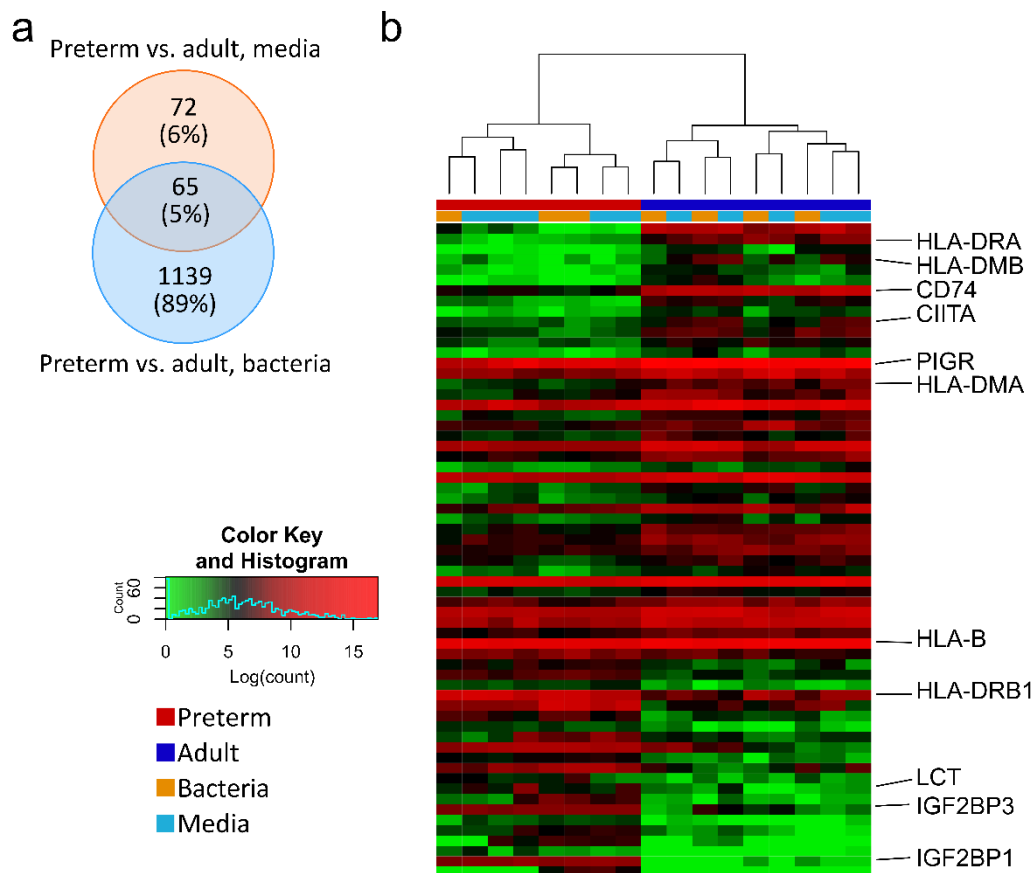 a
Preterm vs. adult, media
72
(6%)
65
(5%)
1139
(89%)
Preterm vs. adult, bacteria
Color Key
and Histogram
Count
0
60
0
5
10
15
Log(count)
Preterm
Adult
Bacteria
Media
b
HLA-DRA
HLA-DMB
CD74
CIITA
PIGR
HLA-DMA
HLA-B
HLA-DRB1
LCT
IGF2BP3
IGF2BP1